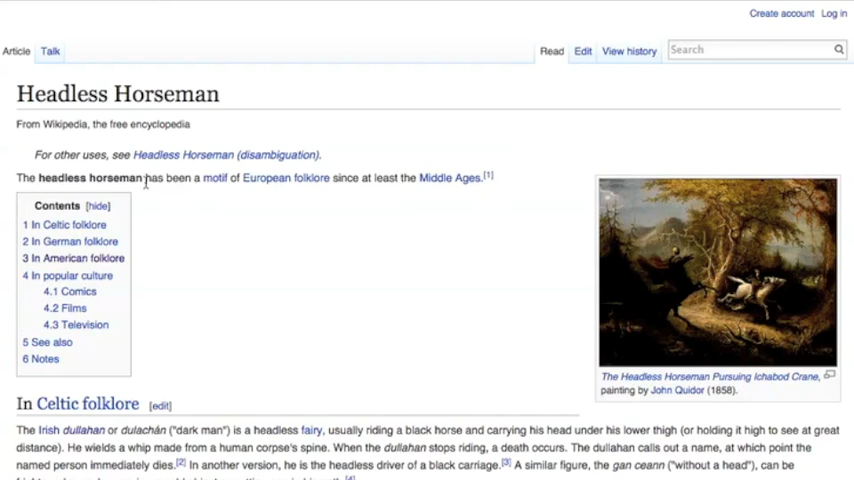 Create account Log in
Article Talk Read Edit View history Search
Headless Horseman
From Wikipedia, the free encyclopedia
For other uses, see Headless Horseman (disambiguation).
The headless horseman has been a motif of European folklore since at least the Middle Ages.[1]
Contents [hide]
1 In Celtic folklore
2 In German folklore
3 In American folklore
4 In popular culture
4.1 Comics
4.2 Films
4.3 Television
5 See also
6 Notes
The Headless Horseman Pursuing Ichabod Crane,
painting by John Quidor (1858).
In Celtic folklore [edit]
The Irish dullahan or dulachán ("dark man") is a headless fairy, usually riding a black horse and carrying his head under his lower thigh (or holding it high to see at great
distance). He wields a whip made from a human corpse's spine. When the dullahan stops riding, a death occurs. The dullahan calls out a name, at which point the
named person immediately dies.[2] In another version, he is the headless driver of a black carriage.[3] A similar figure, the gan ceann ("without a head"), can be